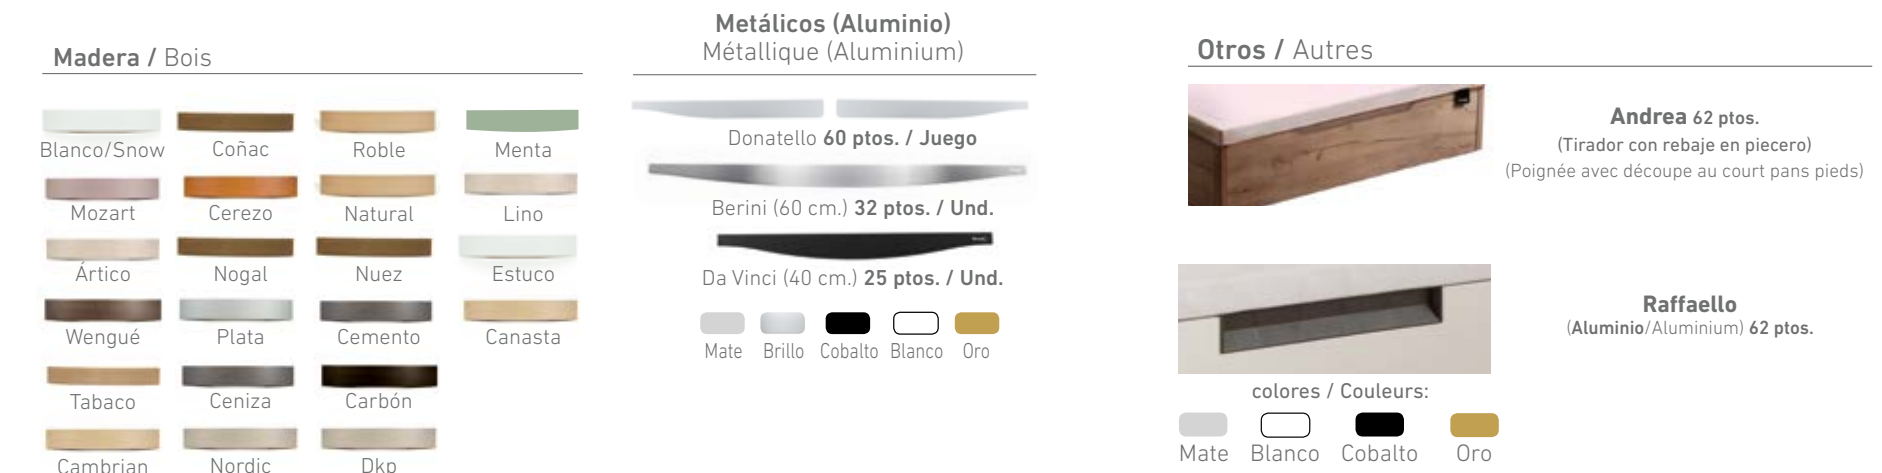 Madera / Bois
Blanco/Snow Coñac Roble Menta
Mozart Cerezo Natural Lino
Ártico Nogal Nuez Estuco
Wengué Plata Cemento Canasta
Tabaco Ceniza Carbón
Cambrian Nordic Dkp
Metálicos (Aluminio)
Métallique (Aluminium)
Donatello 60 ptos. / Juego
Berini (60 cm.) 32 ptos. / Und.
Da Vinci (40 cm.) 25 ptos. / Und.
Mate Brillo Cobalto Blanco Oro
Otros / Autres
Andrea 62 ptos.
(Tirador con rebaje en piecero)
(Poignée avec découpe au court pans pieds)
Raffaello
(Aluminio/Aluminium) 62 ptos.
colores / Couleurs:
Mate Blanco Cobalto Oro